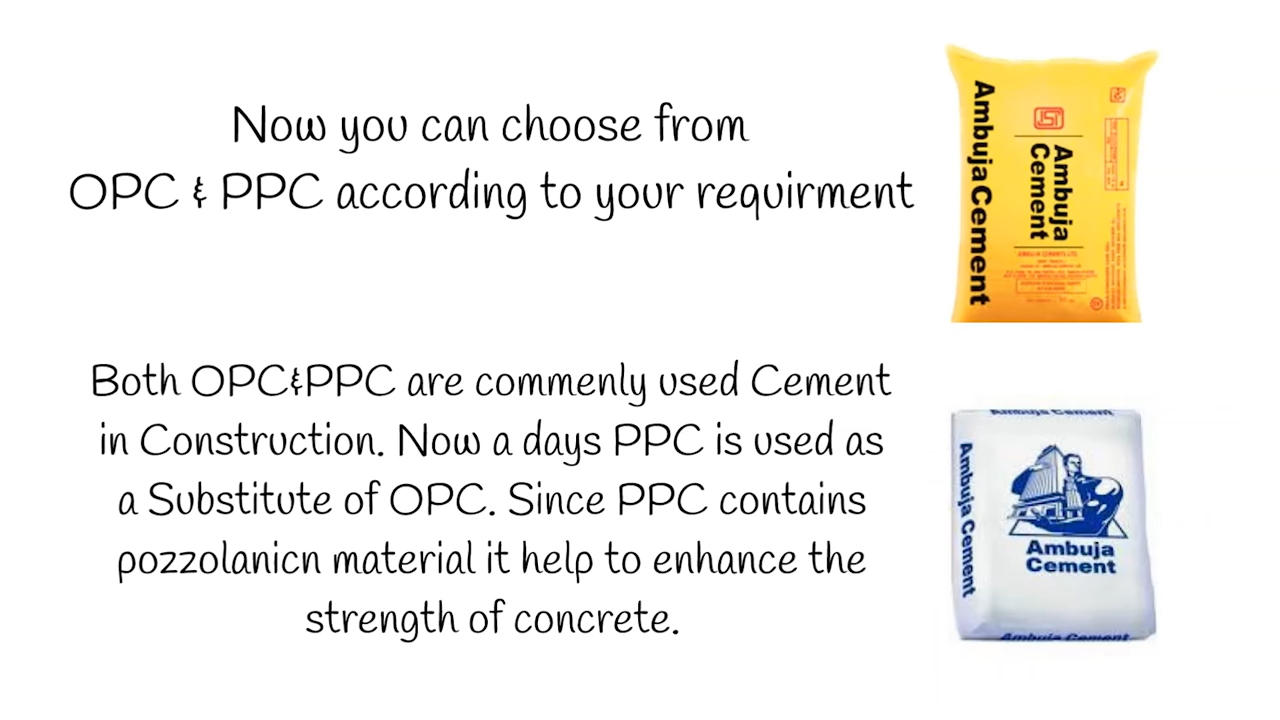 Now you can choose from
OPC & PPC according to your requirment
Both OPC&PPC are commenly used Cement
in Construction. Now a days PPC is used as
a Substitute of OPC. Since PPC contains
pozzolanicn material it help to enhance the
strength of concrete.
Ambuja Cement
Ambuja
Cement
Ambuja Cement
Ambuja Cement
Ambuja
Cement
Ambuja Cement